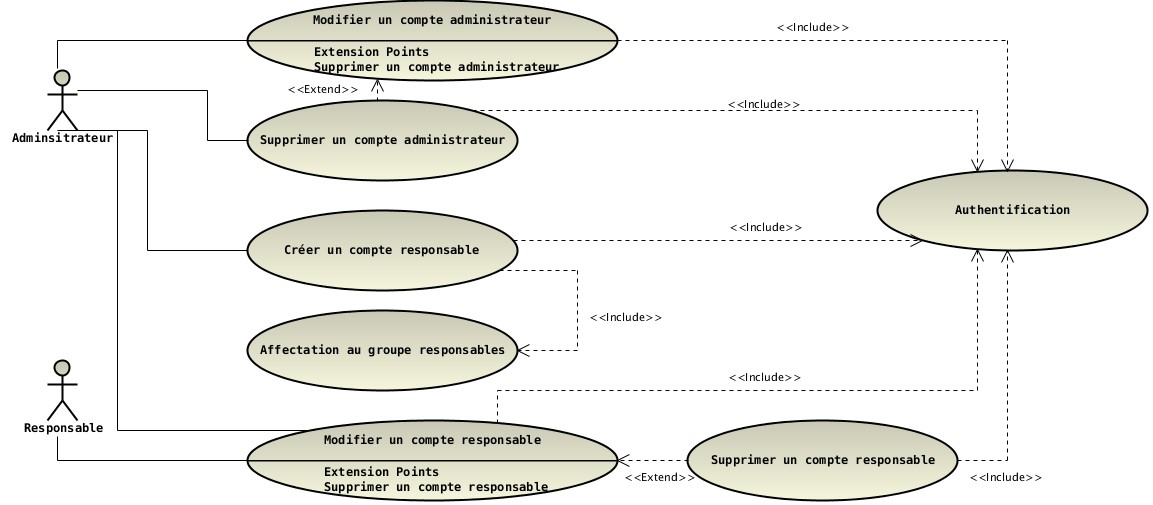 Modifier un compte administrateur
<<Include>>
Extension Points
Supprimer un compte administrateur
<<Extend>>
<<Include>>
Adminsitrateur
Supprimer un compte administrateur
Authentification
<<Include>>
Créer un compte responsable
<<Include>>
Affectation au groupe responsables
<<Include>>
Responsable
Modifier un compte responsable
Supprimer un compte responsable
Extension Points
Supprimer un compte responsable
<<Extend>>
<<Include>>